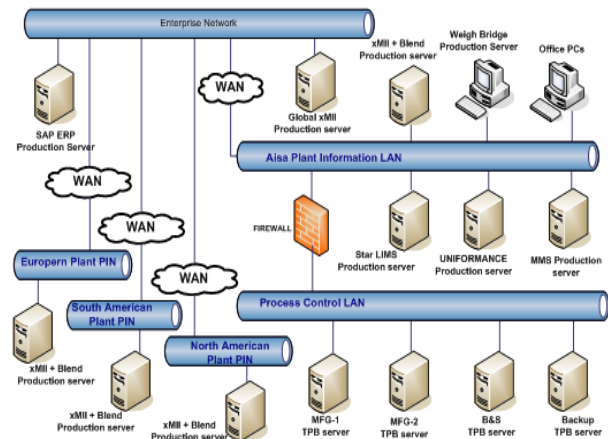 Enterprise Network
SAP ERP
Production Server
WAN
Global xMII
Production server
xMII + Blend
Production server
Weigh Bridge
Production Server
Office PCs
Aisa Plant Information LAN
WAN
WAN
WAN
FIREWALL
Star LIMS
Production server
UNIFORMANCE
Production server
MMS Production
server
Europern Plant PIN
South American
Plant PIN
North American
Plant PIN
Process Control LAN
xMII + Blend
Production server
xMII + Blend
Production server
xMII + Blend
Production server
MFG-1
TPB server
MFG-2
TPB server
B&S
TPB server
Backup
TPB server